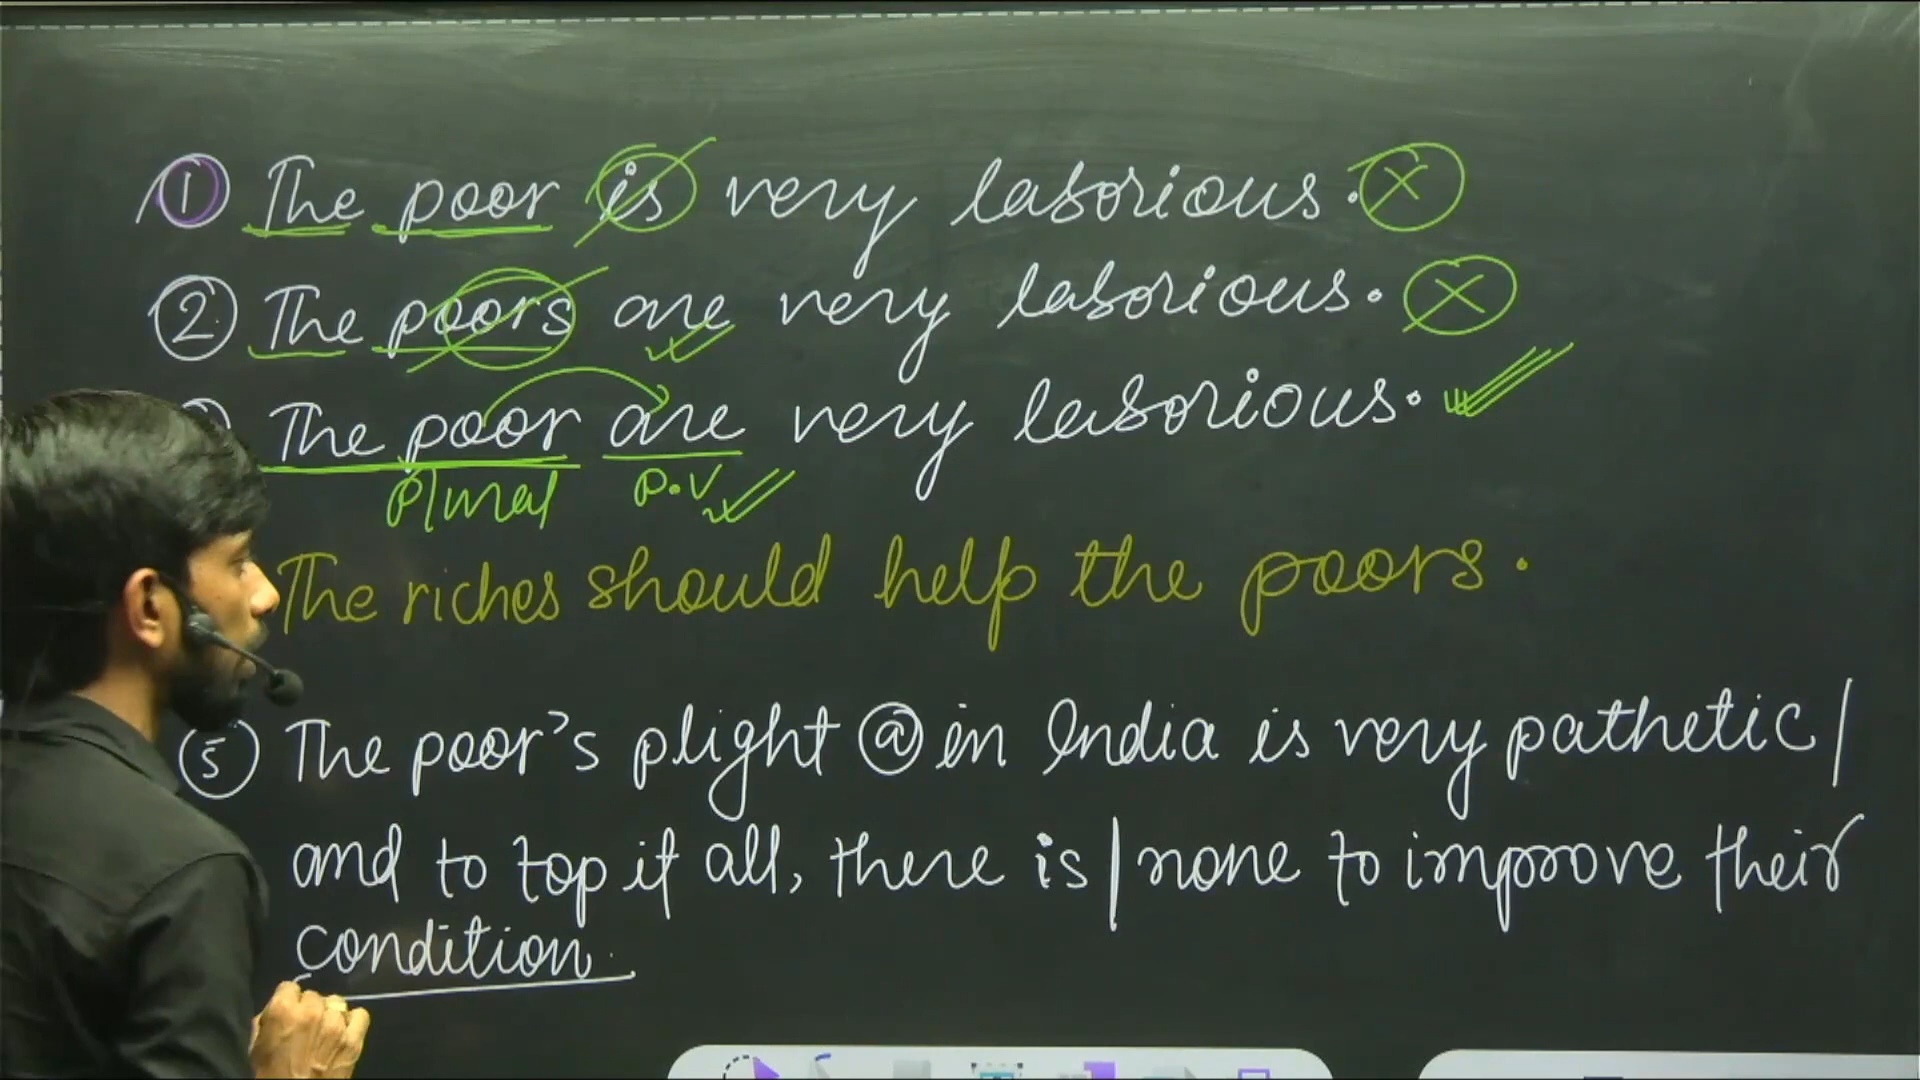 ① The poor is very laborious. ⓧ
② The poors are very laborious. ⓧ
The poor are very laborious.
plural P.V
The riches should help the poors.
⑤ The poor's plight @ in India is very pathetic /
and to top it all, there is / none to improve their
condition.